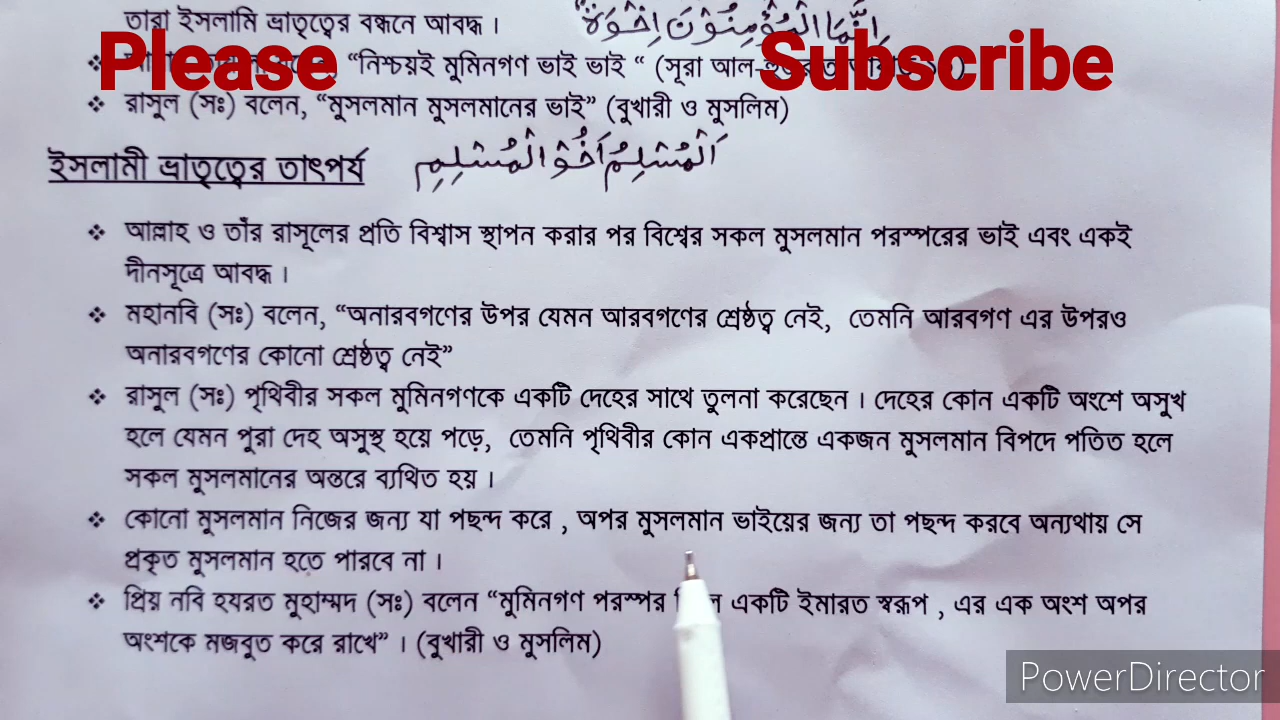 তারা ইসলামি ভ্রাতৃত্বের বন্ধনে আবদ্ধ । اِنَّمَا الْمُؤْمِنُوْنَ اِخْوَةٌ
Please Subscribe
“নিশ্চয়ই মুমিনগণ ভাই ভাই “ (সূরা আল-
❖ রাসুল (সঃ) বলেন, “মুসলমান মুসলমানের ভাই” (বুখারী ও মুসলিম)
ইসলামী ভ্রাতৃত্বের তাৎপর্য اَلْمُسْلِمُ اَخُو الْمُسْلِمِ
❖ আল্লাহ ও তাঁর রাসূলের প্রতি বিশ্বাস স্থাপন করার পর বিশ্বের সকল মুসলমান পরস্পরের ভাই এবং একই
দীনসূত্রে আবদ্ধ ।
❖ মহানবি (সঃ) বলেন, “অনারবগণের উপর যেমন আরবগণের শ্রেষ্ঠত্ব নেই, তেমনি আরবগণ এর উপরও
অনারবগণের কোনো শ্রেষ্ঠত্ব নেই”
❖ রাসুল (সঃ) পৃথিবীর সকল মুমিনগণকে একটি দেহের সাথে তুলনা করেছেন । দেহের কোন একটি অংশে অসুখ
হলে যেমন পুরা দেহ অসুস্থ হয়ে পড়ে, তেমনি পৃথিবীর কোন একপ্রান্তে একজন মুসলমান বিপদে পতিত হলে
সকল মুসলমানের অন্তরে ব্যথিত হয় ।
❖ কোনো মুসলমান নিজের জন্য যা পছন্দ করে , অপর মুসলমান ভাইয়ের জন্য তা পছন্দ করবে অন্যথায় সে
প্রকৃত মুসলমান হতে পারবে না ।
❖ প্রিয় নবি হযরত মুহাম্মদ (সঃ) বলেন “মুমিনগণ পরস্পর একটি ইমারত স্বরূপ , এর এক অংশ অপর
অংশকে মজবুত করে রাখে” । (বুখারী ও মুসলিম)
PowerDirector